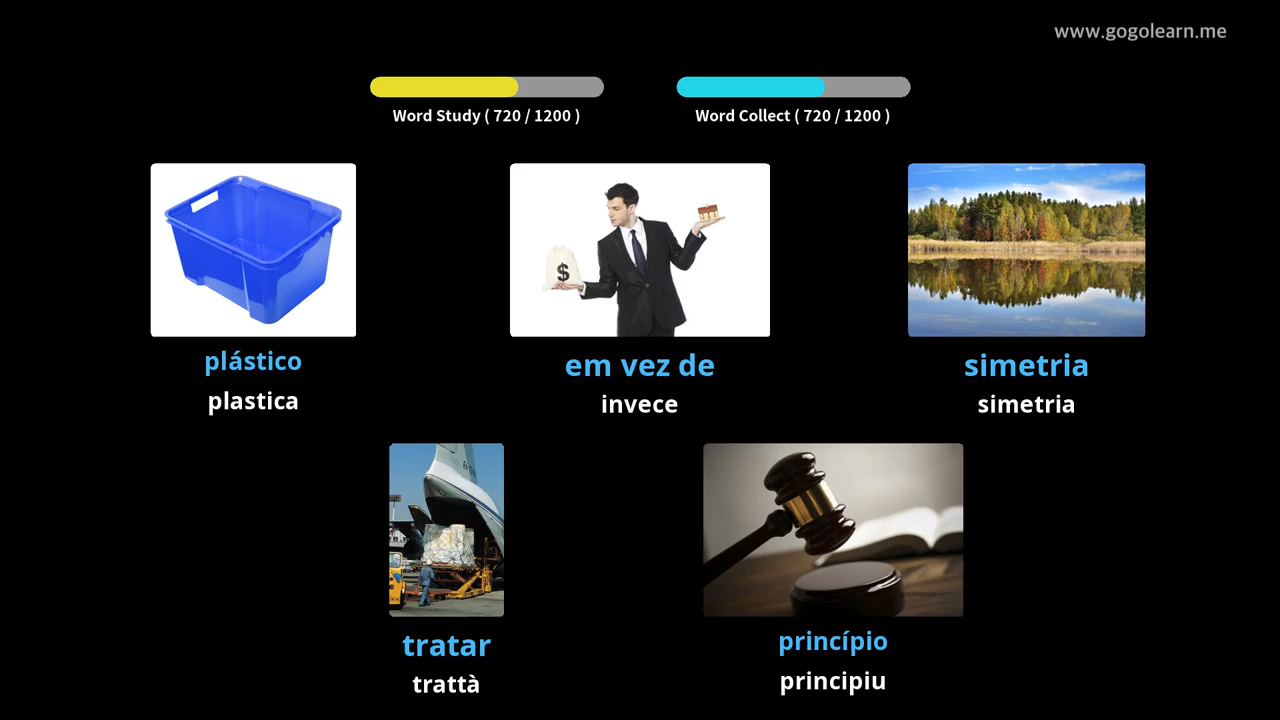 www.gogolearn.me
Word Study ( 720 / 1200 )
Word Collect ( 720 / 1200 )
$
plástico
plastica
em vez de
invece
simetria
simetria
tratar
trattà
princípio
principiu